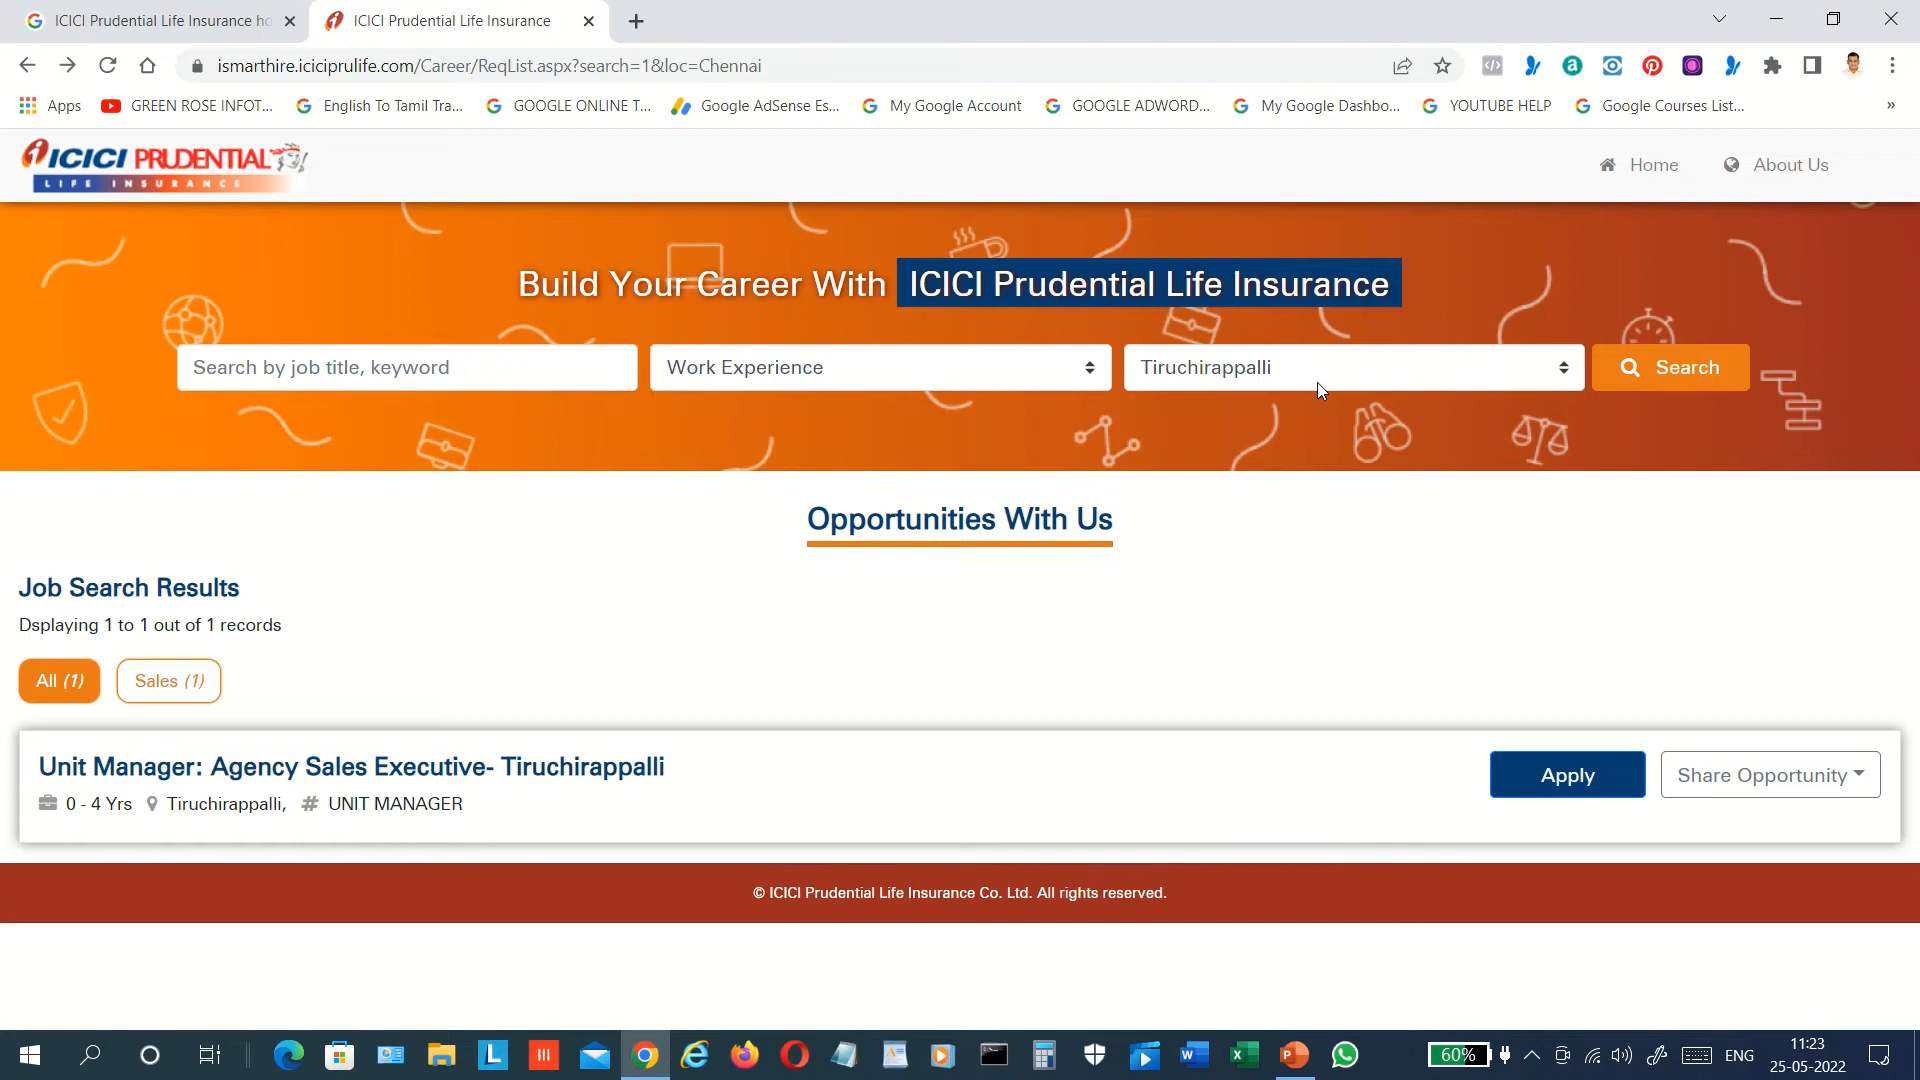 ICICI Prudential Life Insurance ho
ICICI Prudential Life Insurance
ismarthire.iciciprulife.com/Career/ReqList.aspx?search=1&loc=Chennai
Apps
GREEN ROSE INFOT...
English To Tamil Tra...
GOOGLE ONLINE T...
Google AdSense Es...
My Google Account
GOOGLE ADWORD...
My Google Dashbo...
YOUTUBE HELP
Google Courses List...
»
ICICI PRUDENTIAL
LIFE INSURANCE
Home
About Us
Build Your Career With ICICI Prudential Life Insurance
Search by job title, keyword
Work Experience
Tiruchirappalli
Search
Opportunities With Us
Job Search Results
Dsplaying 1 to 1 out of 1 records
All (1)
Sales (1)
Unit Manager: Agency Sales Executive- Tiruchirappalli
0 - 4 Yrs Tiruchirappalli, # UNIT MANAGER
Apply
Share Opportunity
© ICICI Prudential Life Insurance Co. Ltd. All rights reserved.
60%
ENG
11:23
25-05-2022